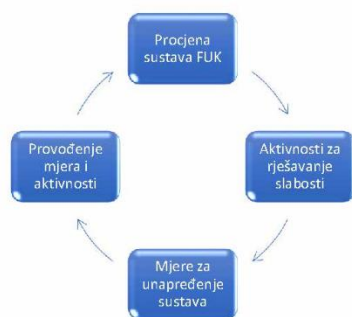 Procjena
sustava FUK
Aktivnosti za
rješavanje
slabosti
Mjere za
unapređenje
sustava
Provođenje
mjera i
aktivnosti